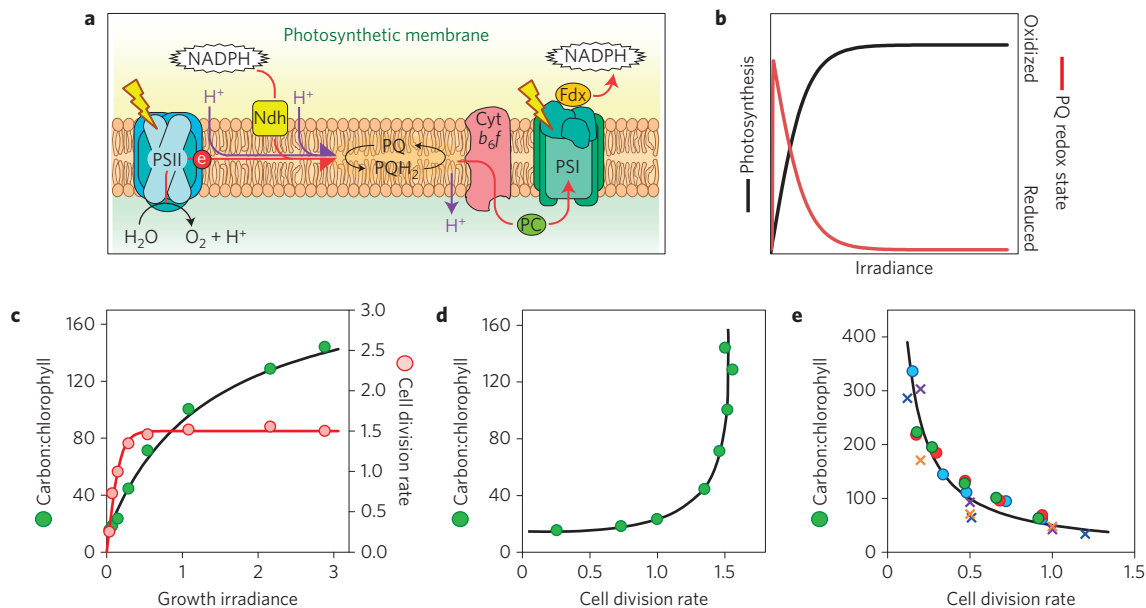 a
Photosynthetic membrane
NADPH
NADPH
H⁺
H⁺
Ndh
Fdx
Cyt
b₆f
PSII
e
PQ
PQH₂
PSI
H⁺
PC
H₂O
O₂ + H⁺
b
Photosynthesis
Oxidized
Reduced
PQ redox state
Irradiance
c
160
120
80
40
0
3.0
2.5
2.0
1.5
1.0
0.5
0.0
0
1
2
3
Carbon:chlorophyll
Cell division rate
Growth irradiance
d
160
120
80
40
0
0.0
0.5
1.0
1.5
Carbon:chlorophyll
Cell division rate
e
400
300
200
100
0
0.0
0.5
1.0
1.5
Carbon:chlorophyll
Cell division rate